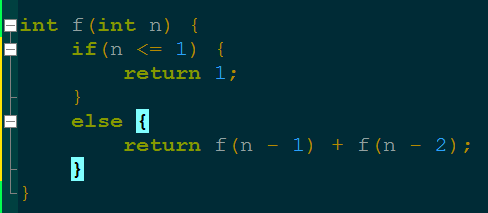 int f(int n) {
    if(n <= 1) {
        return 1;
    }
    else {
        return f(n - 1) + f(n - 2);
    }
}